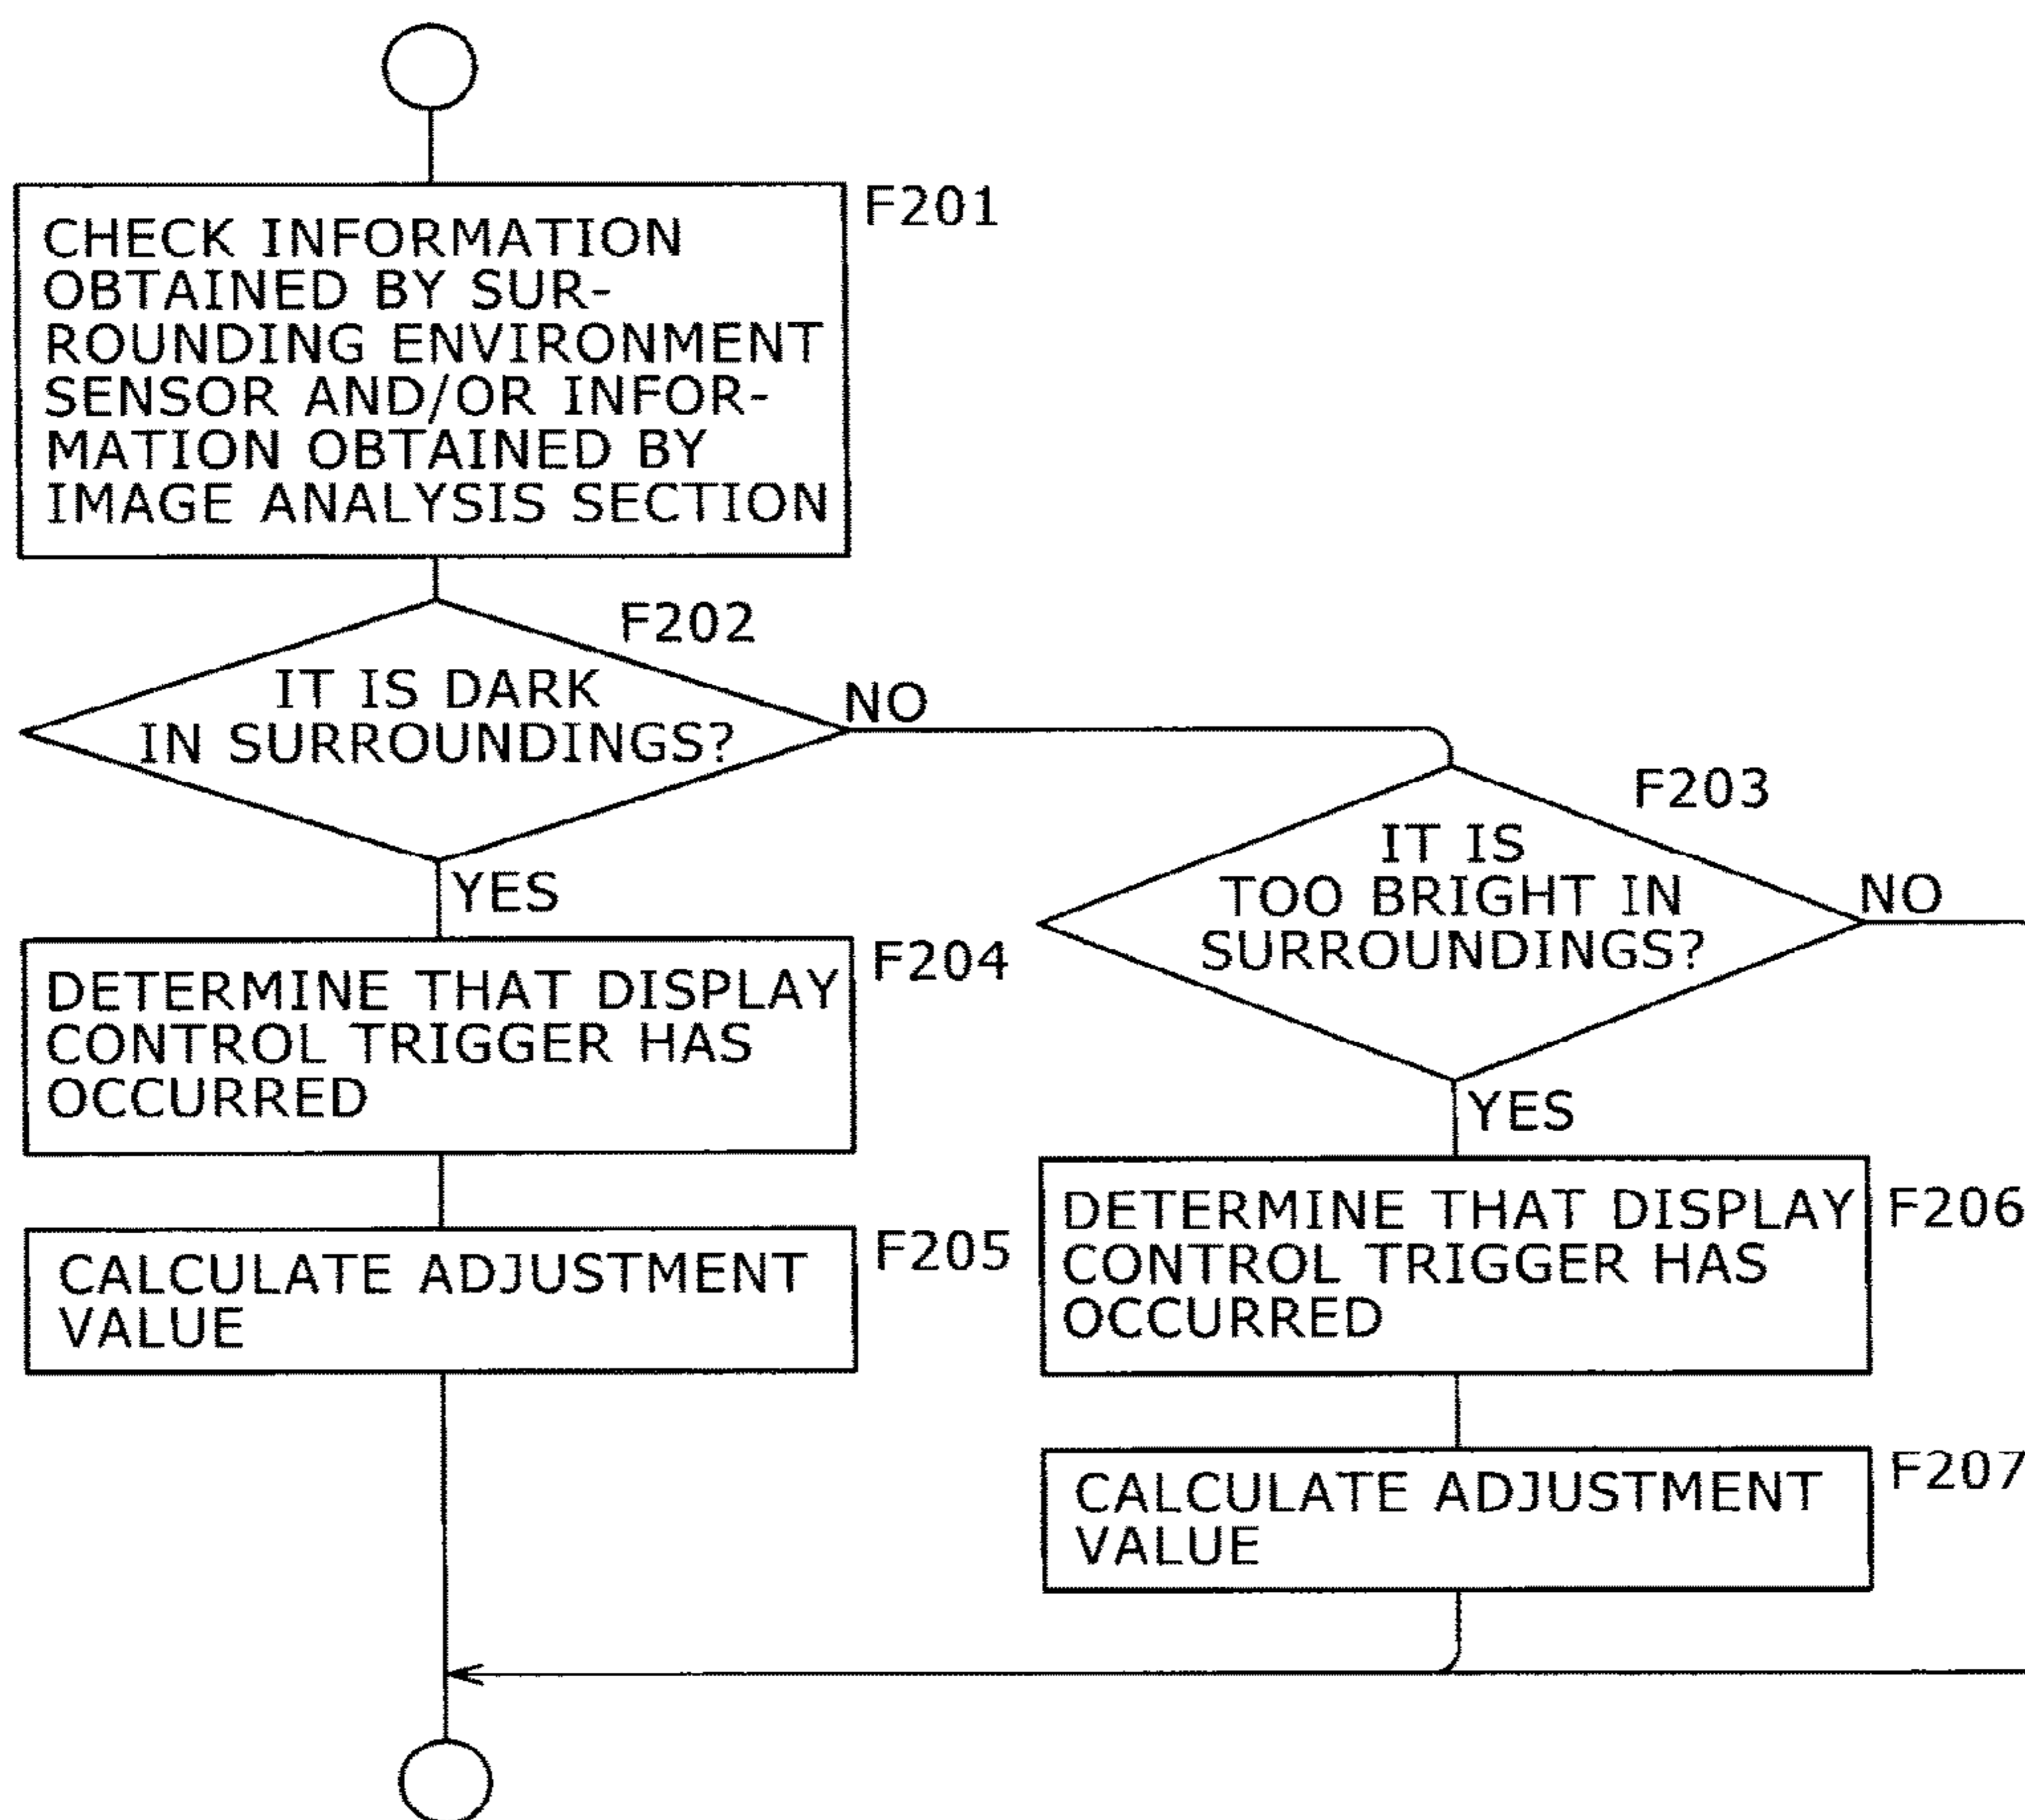 F201
CHECK INFORMATION
OBTAINED BY SUR-
ROUNDING ENVIRONMENT
SENSOR AND/OR INFOR-
MATION OBTAINED BY
IMAGE ANALYSIS SECTION
F202
IT IS DARK
IN SURROUNDINGS?
NO
YES
F203
IT IS
TOO BRIGHT IN
SURROUNDINGS?
NO
YES
F204
DETERMINE THAT DISPLAY
CONTROL TRIGGER HAS
OCCURRED
F205
CALCULATE ADJUSTMENT
VALUE
F206
DETERMINE THAT DISPLAY
CONTROL TRIGGER HAS
OCCURRED
F207
CALCULATE ADJUSTMENT
VALUE